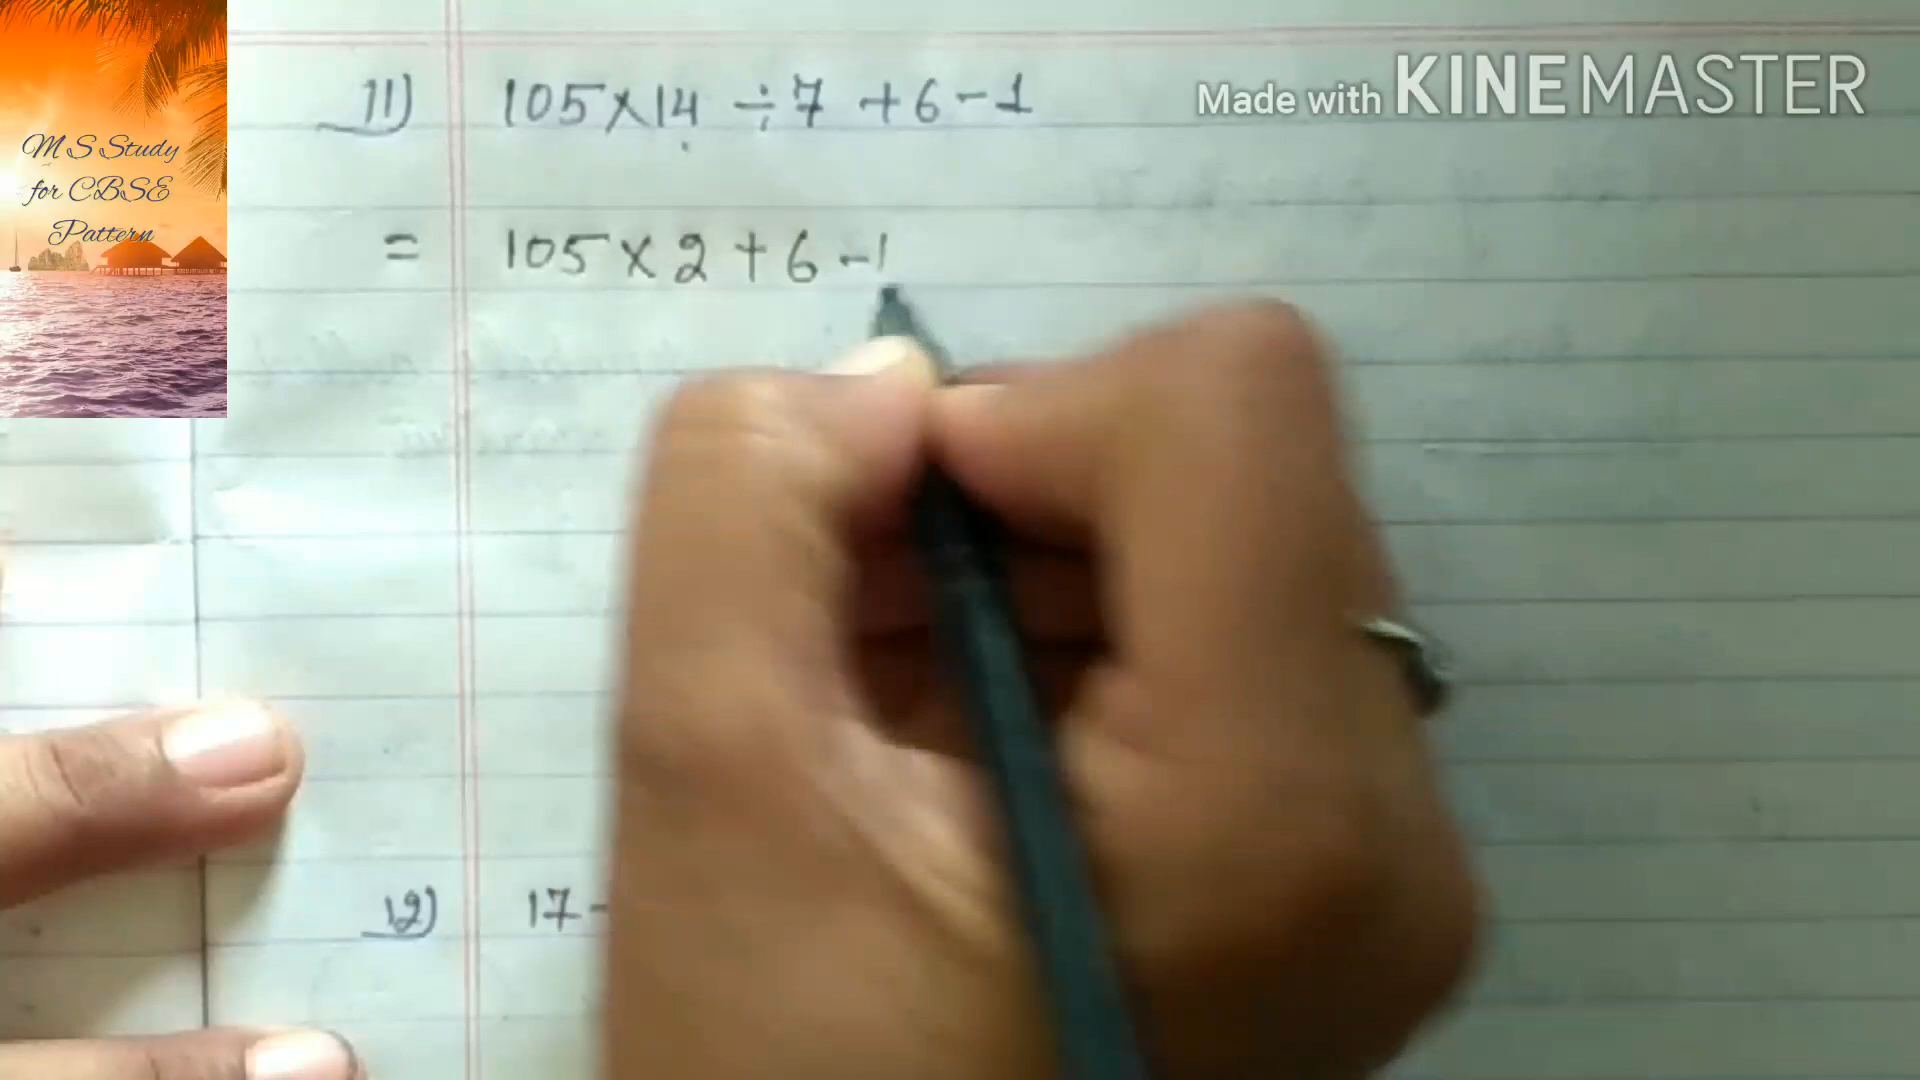 M S Study
for CBSE
Pattern
Made with KINEMASTER
11) 105×14 ÷7 +6-1
= 105×2+6-1
12) 17-